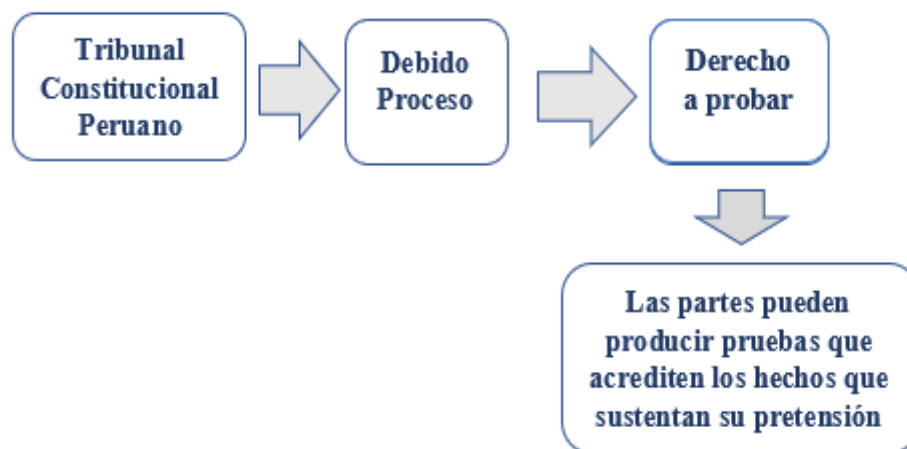 Tribunal
Constitucional
Peruano
Debido
Proceso
Derecho
a probar
Las partes pueden
producir pruebas que
acrediten los hechos que
sustentan su pretensión